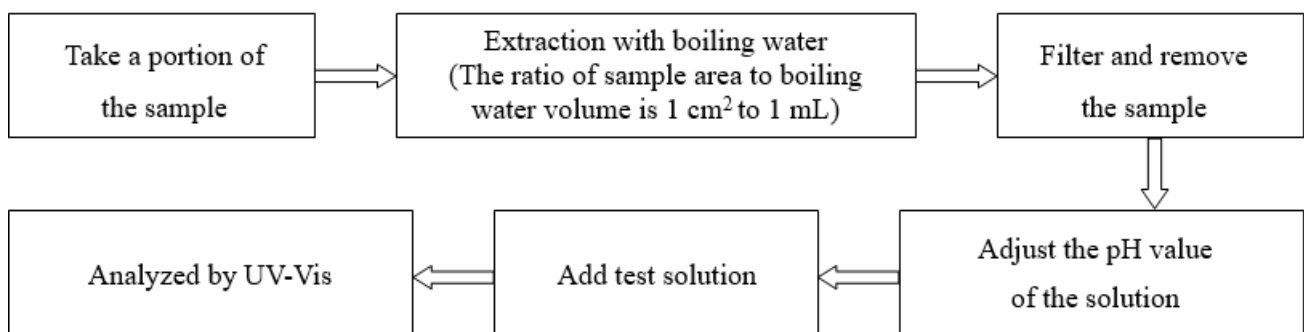 Take a portion of
the sample
Extraction with boiling water
(The ratio of sample area to boiling
water volume is 1 cm² to 1 mL)
Filter and remove
the sample
Adjust the pH value
of the solution
Add test solution
Analyzed by UV-Vis